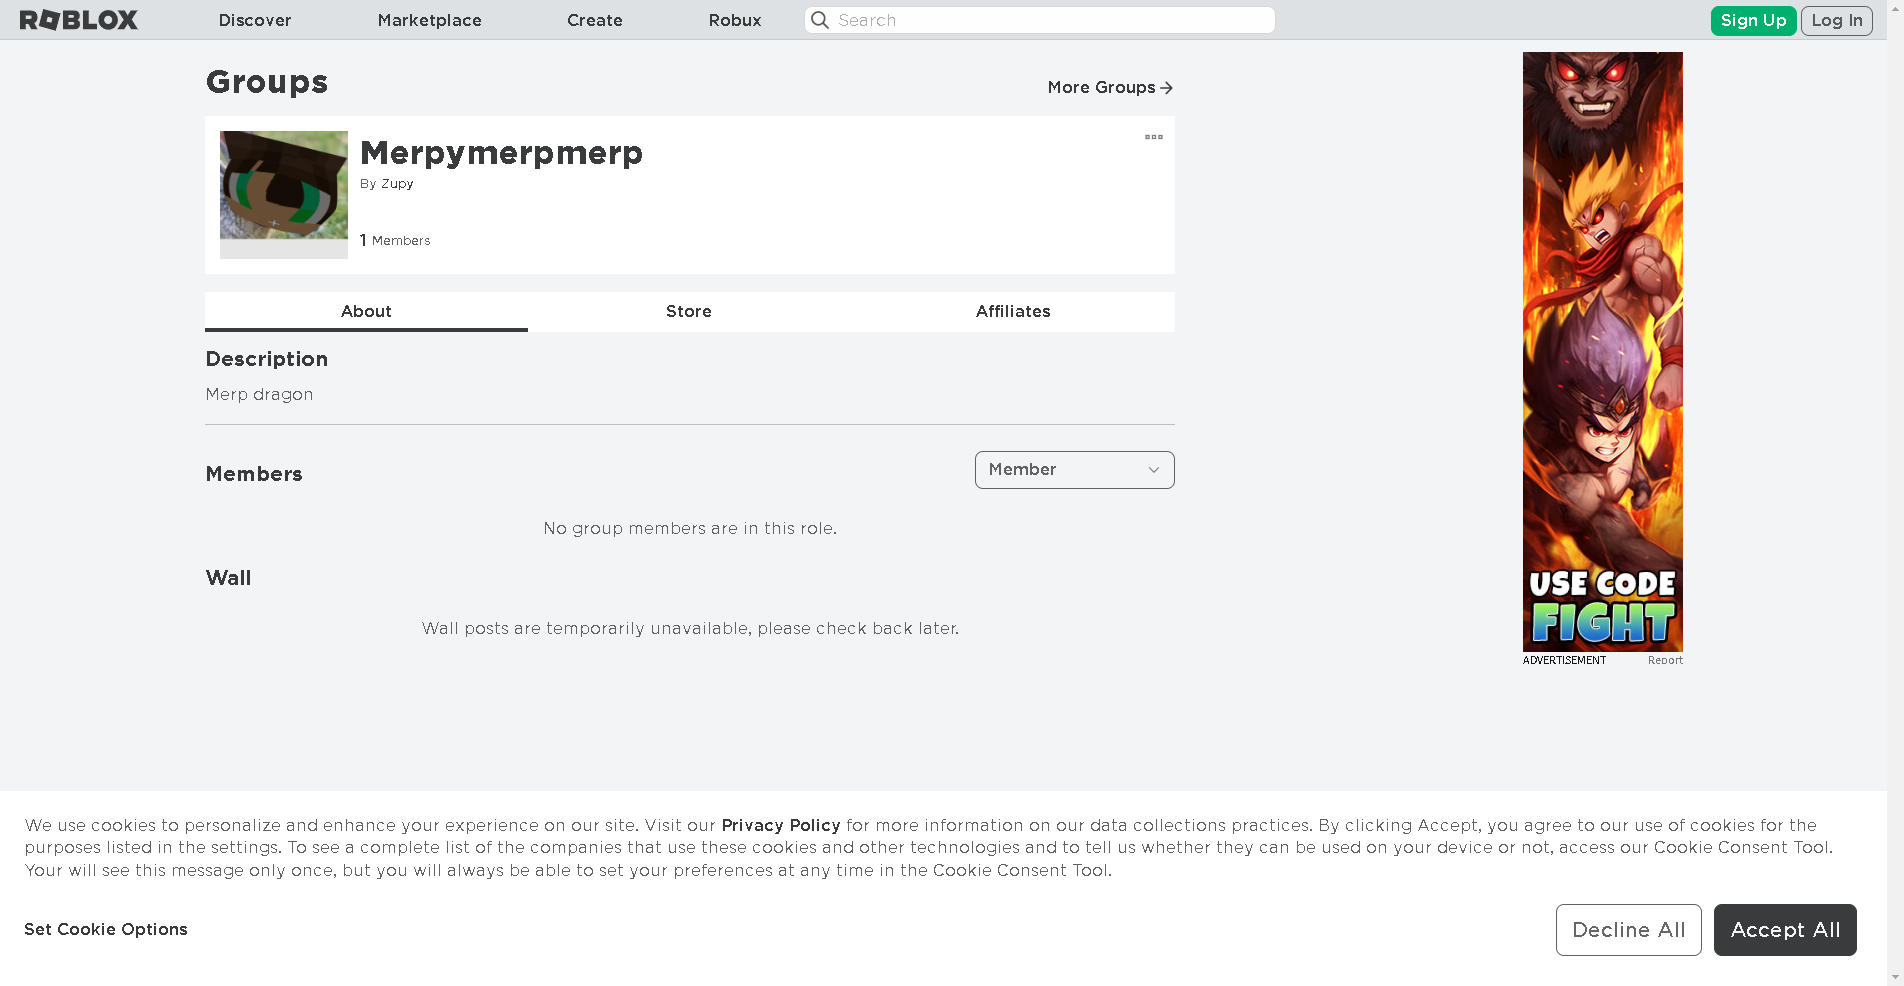 ROBLOX Discover Marketplace Create Robux Search Sign Up Log In
Groups
More Groups
Merpymerpmerp
By Zupy
1 Members
About Store Affiliates
Description
Merp dragon
Members
Member
No group members are in this role.
Wall
Wall posts are temporarily unavailable, please check back later.
USE CODE
FIGHT
ADVERTISEMENT Report
We use cookies to personalize and enhance your experience on our site. Visit our Privacy Policy for more information on our data collections practices. By clicking Accept, you agree to our use of cookies for the
purposes listed in the settings. To see a complete list of the companies that use these cookies and other technologies and to tell us whether they can be used on your device or not, access our Cookie Consent Tool.
Your will see this message only once, but you will always be able to set your preferences at any time in the Cookie Consent Tool.
Set Cookie Options
Decline All
Accept All